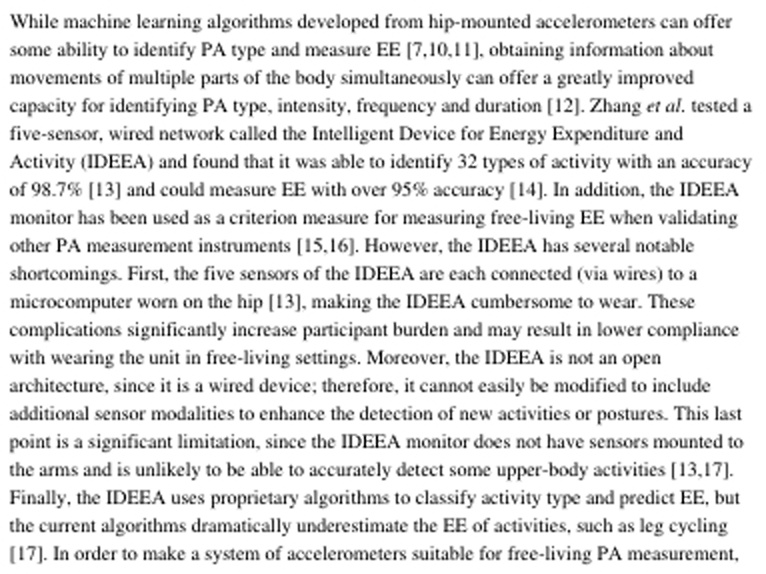 While machine learning algorithms developed from hip-mounted accelerometers can offer
some ability to identify PA type and measure EE [7,10,11], obtaining information about
movements of multiple parts of the body simultaneously can offer a greatly improved
capacity for identifying PA type, intensity, frequency and duration [12]. Zhang et al. tested a
five-sensor, wired network called the Intelligent Device for Energy Expenditure and
Activity (IDEEA) and found that it was able to identify 32 types of activity with an accuracy
of 98.7% [13] and could measure EE with over 95% accuracy [14]. In addition, the IDEEA
monitor has been used as a criterion measure for measuring free-living EE when validating
other PA measurement instruments [15,16]. However, the IDEEA has several notable
shortcomings. First, the five sensors of the IDEEA are each connected (via wires) to a
microcomputer worn on the hip [13], making the IDEEA cumbersome to wear. These
complications significantly increase participant burden and may result in lower compliance
with wearing the unit in free-living settings. Moreover, the IDEEA is not an open
architecture, since it is a wired device; therefore, it cannot easily be modified to include
additional sensor modalities to enhance the detection of new activities or postures. This last
point is a significant limitation, since the IDEEA monitor does not have sensors mounted to
the arms and is unlikely to be able to accurately detect some upper-body activities [13,17].
Finally, the IDEEA uses proprietary algorithms to classify activity type and predict EE, but
the current algorithms dramatically underestimate the EE of activities, such as leg cycling
[17]. In order to make a system of accelerometers suitable for free-living PA measurement,